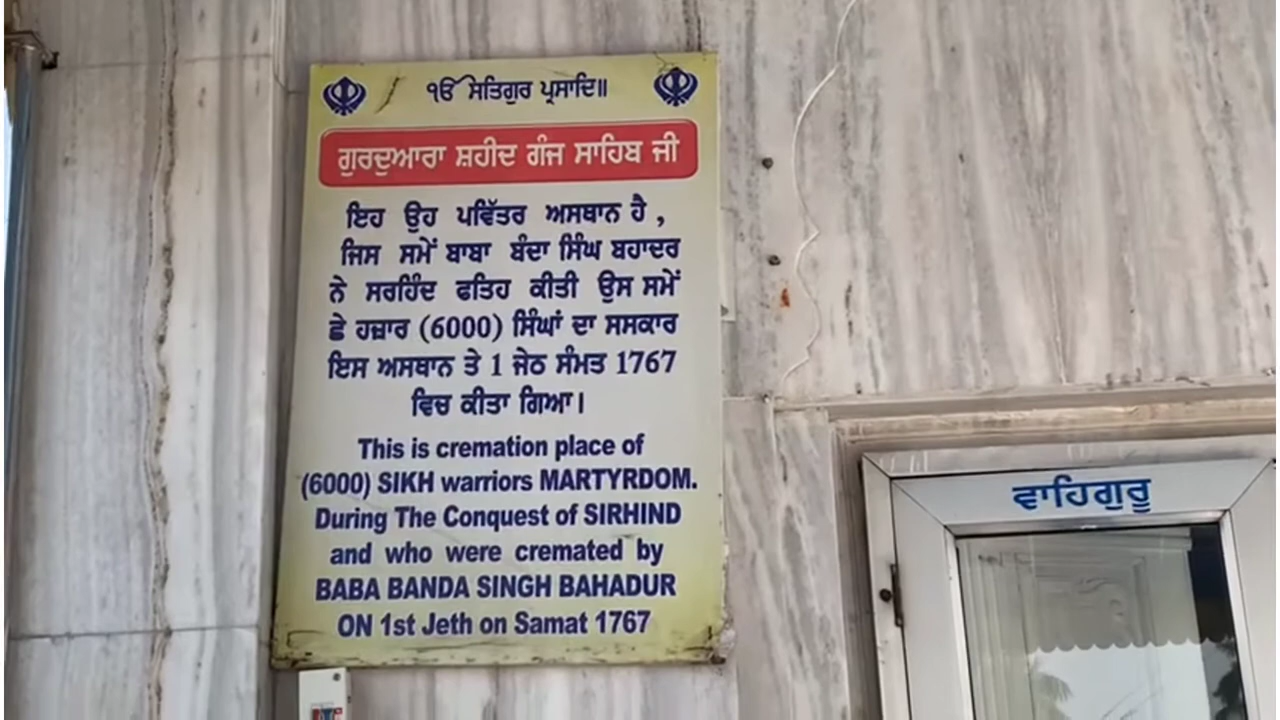 ੴ ਸਤਿਗੁਰ ਪ੍ਰਸਾਦਿ॥
ਗੁਰਦੁਆਰਾ ਸ਼ਹੀਦ ਗੰਜ ਸਾਹਿਬ ਜੀ
ਇਹ ਉਹ ਪਵਿੱਤਰ ਅਸਥਾਨ ਹੈ ,
ਜਿਸ ਸਮੇਂ ਬਾਬਾ ਬੰਦਾ ਸਿੰਘ ਬਹਾਦਰ
ਨੇ ਸਰਹਿੰਦ ਫਤਿਹ ਕੀਤੀ ਉਸ ਸਮੇਂ
ਛੇ ਹਜ਼ਾਰ (6000) ਸਿੰਘਾਂ ਦਾ ਸਸਕਾਰ
ਇਸ ਅਸਥਾਨ ਤੇ 1 ਜੇਠ ਸੰਮਤ 1767
ਵਿਚ ਕੀਤਾ ਗਿਆ।
This is cremation place of
(6000) SIKH warriors MARTYRDOM.
During The Conquest of SIRHIND
and who were cremated by
BABA BANDA SINGH BAHADUR
ON 1st Jeth on Samat 1767
ਵਾਹਿਗੁਰੂ